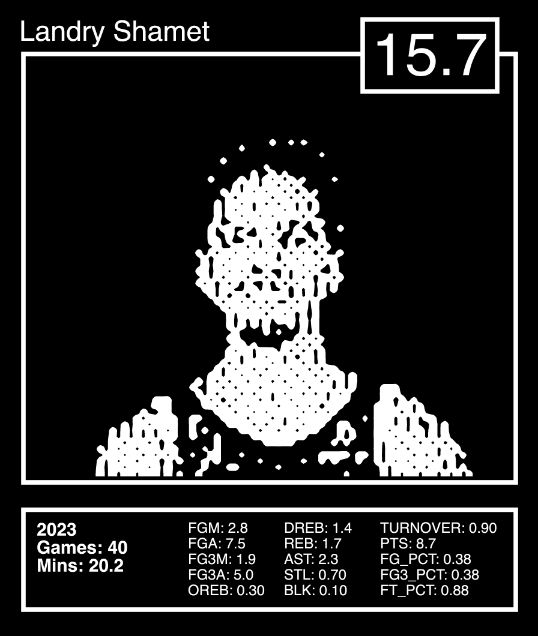 Landry Shamet
15.7
2023
Games: 40
Mins: 20.2
FGM: 2.8
FGA: 7.5
FG3M: 1.9
FG3A: 5.0
OREB: 0.30
DREB: 1.4
REB: 1.7
AST: 2.3
STL: 0.70
BLK: 0.10
TURNOVER: 0.90
PTS: 8.7
FG_PCT: 0.38
FG3_PCT: 0.38
FT_PCT: 0.88